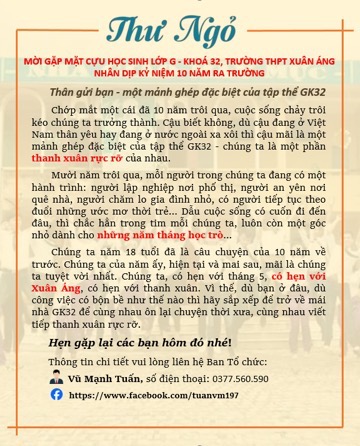 Thư Ngỏ
MỜI GẶP MẶT CỰU HỌC SINH LỚP G - KHOÁ 32, TRƯỜNG THPT XUÂN ÁNG
NHÂN DỊP KỶ NIỆM 10 NĂM RA TRƯỜNG
Thân gửi bạn - một mảnh ghép đặc biệt của tập thể GK32
Chớp mắt một cái đã 10 năm trôi qua, cuộc sống chảy trôi
kéo chúng ta trưởng thành. Cậu biết không, dù cậu đang ở Việt
Nam thân yêu hay đang ở nước ngoài xa xôi thì cậu mãi là một
mảnh ghép đặc biệt của tập thể GK32 - chúng ta là một phần
thanh xuân rực rỡ của nhau.
Mười năm trôi qua, mỗi người trong chúng ta đang có một
hành trình: người lập nghiệp nơi phố thị, người an yên nơi
quê nhà, người chăm lo gia đình nhỏ, có người tiếp tục theo
đuổi những ước mơ thời trẻ... Dẫu cuộc sống có cuốn đi đến
đâu, thì chắc hẳn trong tim mỗi chúng ta, luôn còn một góc
nhỏ dành cho những năm tháng học trò...
Chúng ta năm 18 tuổi đã là câu chuyện của 10 năm về
trước. Chúng ta của năm ấy, hiện tại và mai sau, mãi là chúng
ta tuyệt vời nhất. Chúng ta, có hẹn với tháng 5, có hẹn với
Xuân Áng, có hẹn với thanh xuân. Vì thế, dù bạn ở đâu, dù
công việc có bộn bề như thế nào thì hãy sắp xếp để trở về mái
nhà GK32 để cùng nhau ôn lại chuyện thời xưa, cùng nhau viết
tiếp thanh xuân rực rỡ.
Hẹn gặp lại các bạn hôm đó nhé!
Thông tin chi tiết vui lòng liên hệ Ban Tổ chức:
Vũ Mạnh Tuấn, số điện thoại: 0377.560.590
https://www.facebook.com/tuanvm197